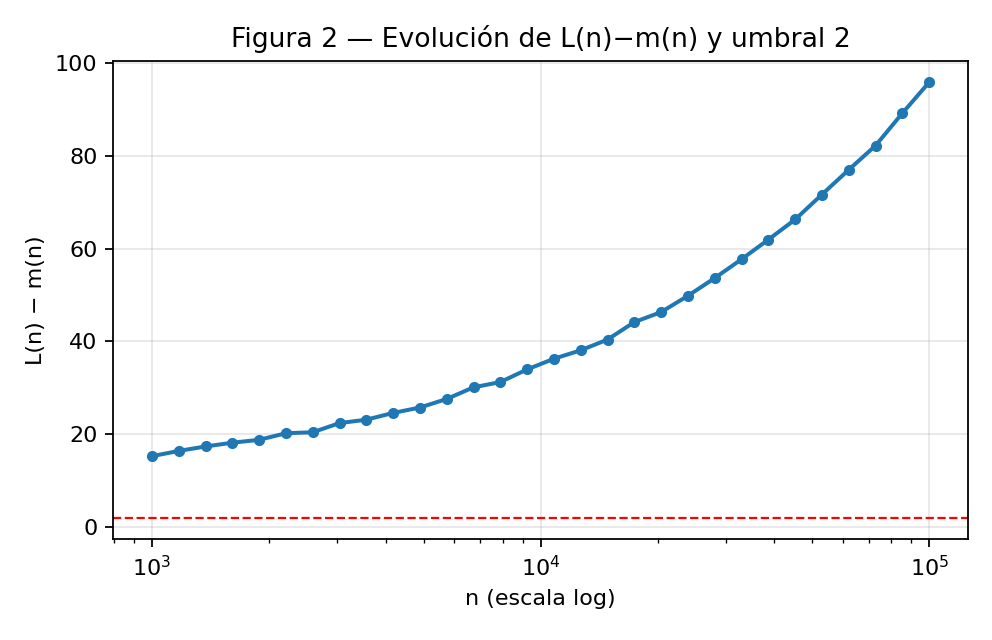 Figura 2 — Evolución de L(n)−m(n) y umbral 2
100
80
60
40
20
0
L(n) − m(n)
10³ 10⁴ 10⁵
n (escala log)